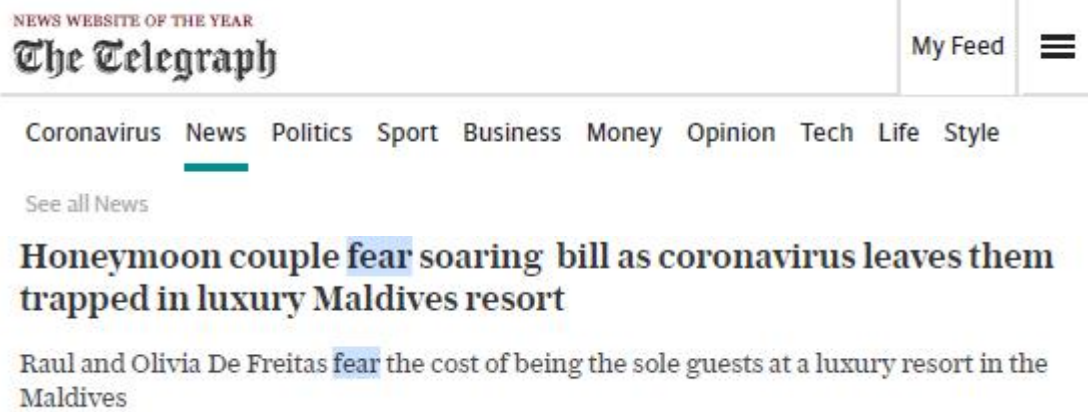 NEWS WEBSITE OF THE YEAR
The Telegraph
My Feed
Coronavirus News Politics Sport Business Money Opinion Tech Life Style
See all News
Honeymoon couple fear soaring bill as coronavirus leaves them
trapped in luxury Maldives resort
Raul and Olivia De Freitas fear the cost of being the sole guests at a luxury resort in the
Maldives